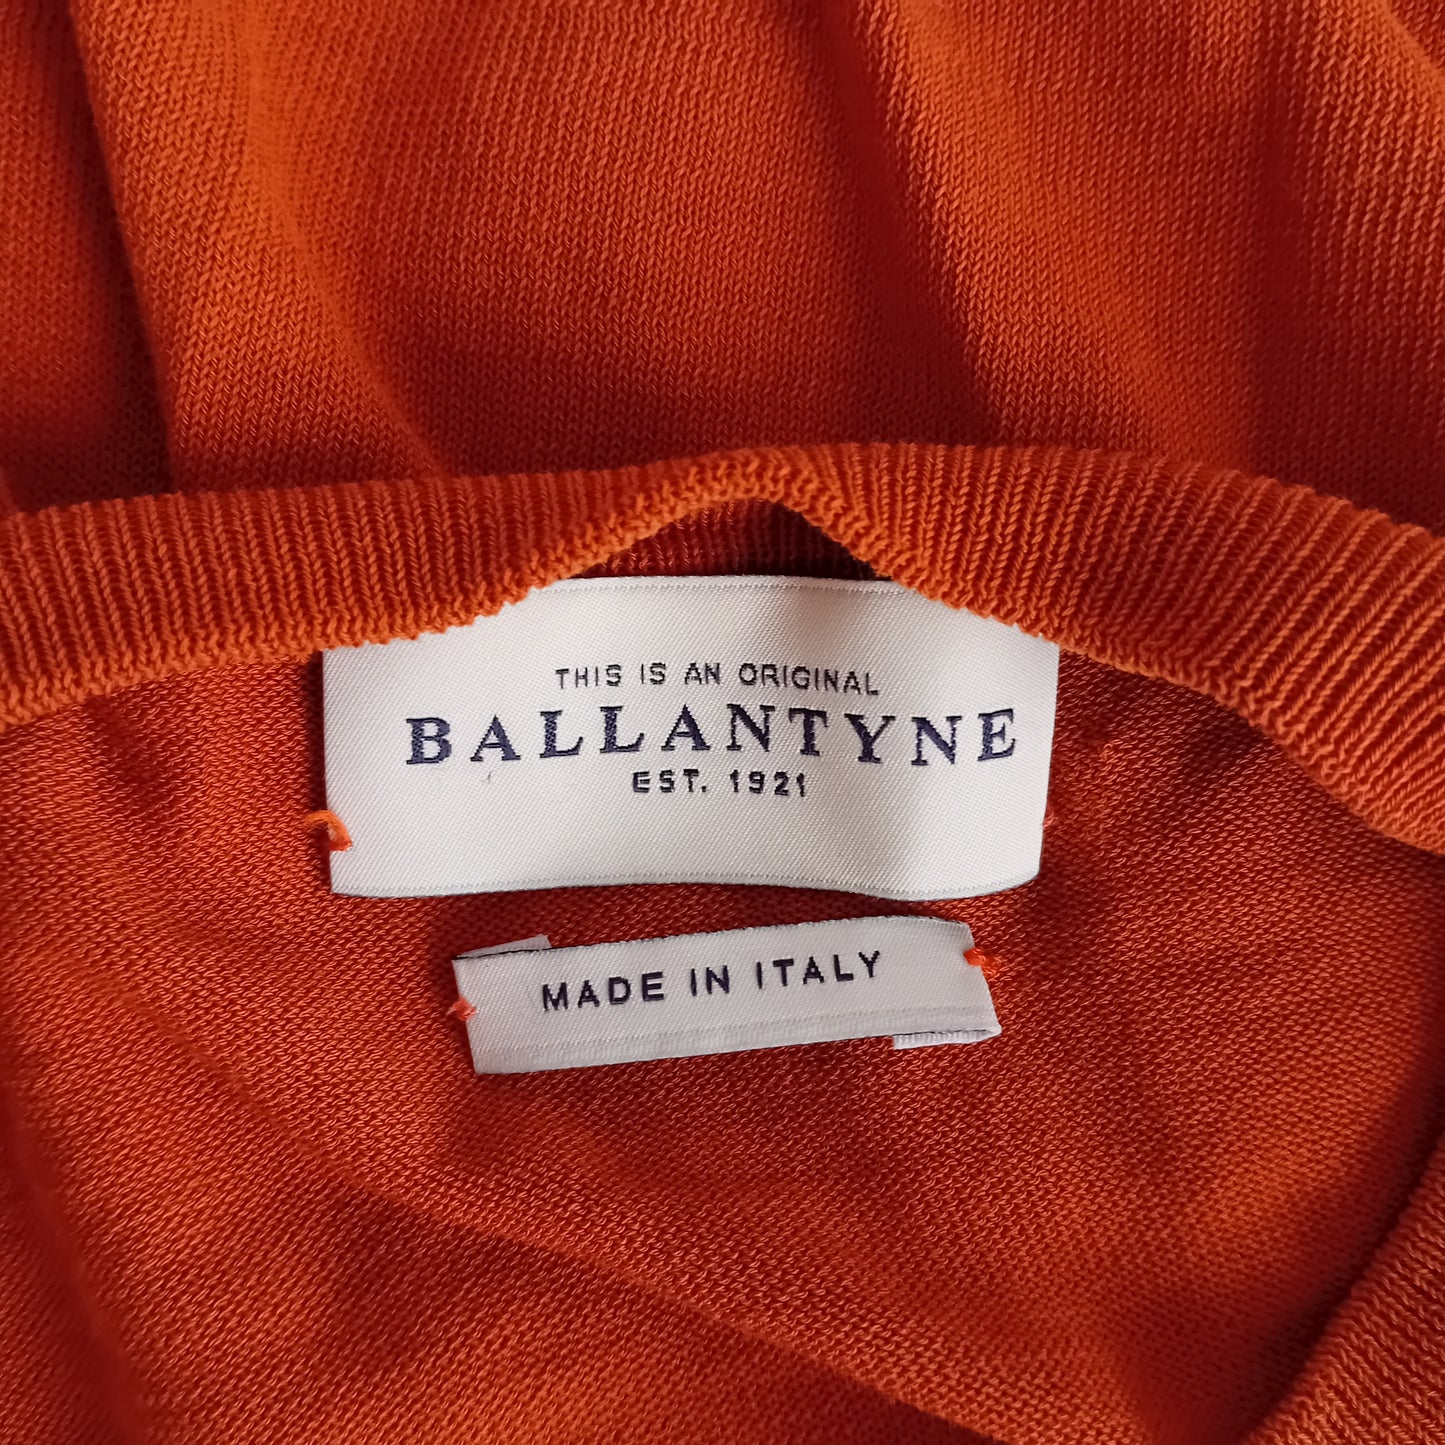 THIS IS AN ORIGINAL
BALLANTYNE
EST. 1921
MADE IN ITALY